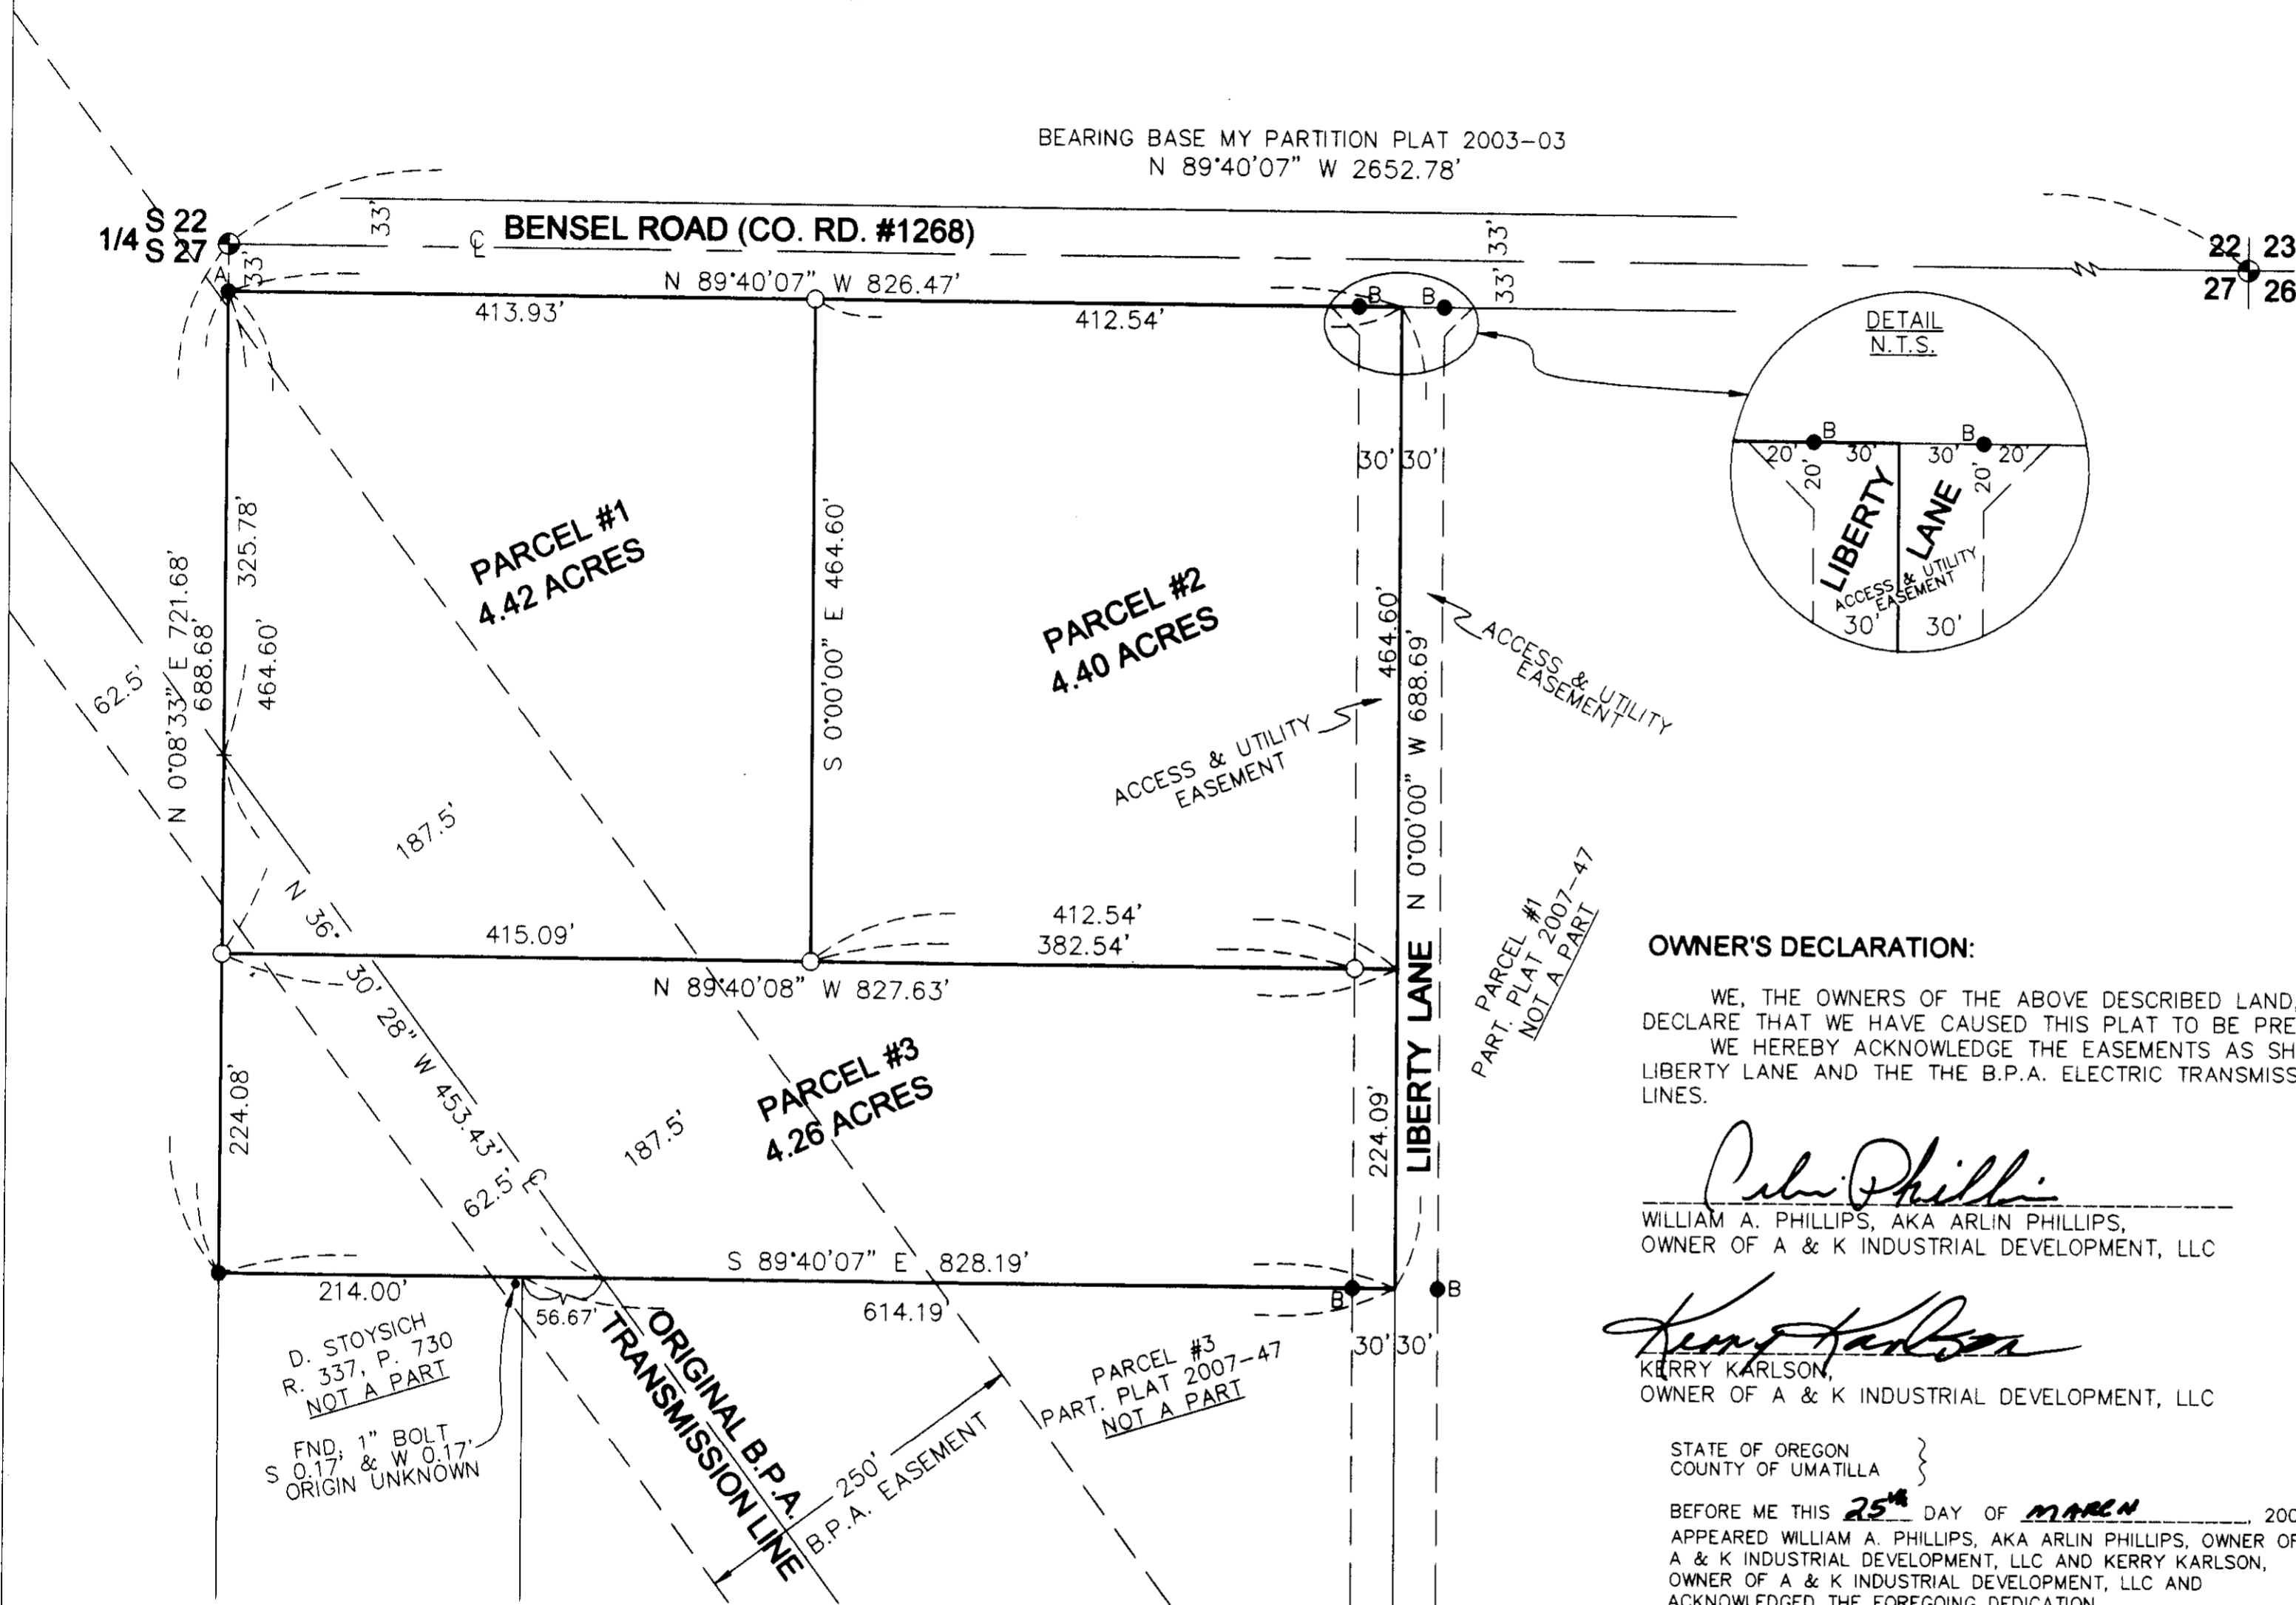 BEARING BASE MY PARTITION PLAT 2003-03
N 89°40'07" W 2652.78'
S 22
1/4 S 27
33'
33'
A
℄ BENSEL ROAD (CO. RD. #1268)
33'
33'
22 23
27 26
N 89°40'07" W 826.47'
413.93'
412.54'
B B
DETAIL
N.T.S.
B B
20' 30' 30' 20'
20' 20'
LIBERTY LANE
ACCESS & UTILITY
EASEMENT
30' 30'
30' 30'
PARCEL #1
4.42 ACRES
PARCEL #2
4.40 ACRES
325.78'
N 0°08'33" E 721.68'
688.68'
464.60'
S 0°00'00" E 464.60'
464.60'
N 0°00'00" W 688.69'
ACCESS & UTILITY
EASEMENT
ACCESS & UTILITY
EASEMENT
62.5'
187.5'
N 36° 30' 28" W 453.43' ℄
415.09'
412.54'
382.54'
N 89°40'08" W 827.63'
PARCEL #1
PART. PLAT 2007-47
NOT A PART
LIBERTY LANE
PARCEL #3
4.26 ACRES
224.08'
187.5'
62.5'
224.09'
S 89°40'07" E 828.19'
214.00'
56.67'
614.19'
B B
30' 30'
D. STOYSICH
R. 337, P. 730
NOT A PART
FND, 1" BOLT
S 0.17' & W 0.17'
ORIGIN UNKNOWN
ORIGINAL B.P.A.
TRANSMISSION LINE
250'
B.P.A. EASEMENT
PARCEL #3
PART. PLAT 2007-47
NOT A PART
OWNER'S DECLARATION:
WE, THE OWNERS OF THE ABOVE DESCRIBED LAND,
DECLARE THAT WE HAVE CAUSED THIS PLAT TO BE PRE
WE HEREBY ACKNOWLEDGE THE EASEMENTS AS SH
LIBERTY LANE AND THE THE B.P.A. ELECTRIC TRANSMISS
LINES.
WILLIAM A. PHILLIPS, AKA ARLIN PHILLIPS,
OWNER OF A & K INDUSTRIAL DEVELOPMENT, LLC
Kerry Karlson
KERRY KARLSON,
OWNER OF A & K INDUSTRIAL DEVELOPMENT, LLC
STATE OF OREGON }
COUNTY OF UMATILLA
BEFORE ME THIS 25th DAY OF MARCH, 200
APPEARED WILLIAM A. PHILLIPS, AKA ARLIN PHILLIPS, OWNER OF
A & K INDUSTRIAL DEVELOPMENT, LLC AND KERRY KARLSON,
OWNER OF A & K INDUSTRIAL DEVELOPMENT, LLC AND
ACKNOWLEDGED THE FOREGOING DEDICATION